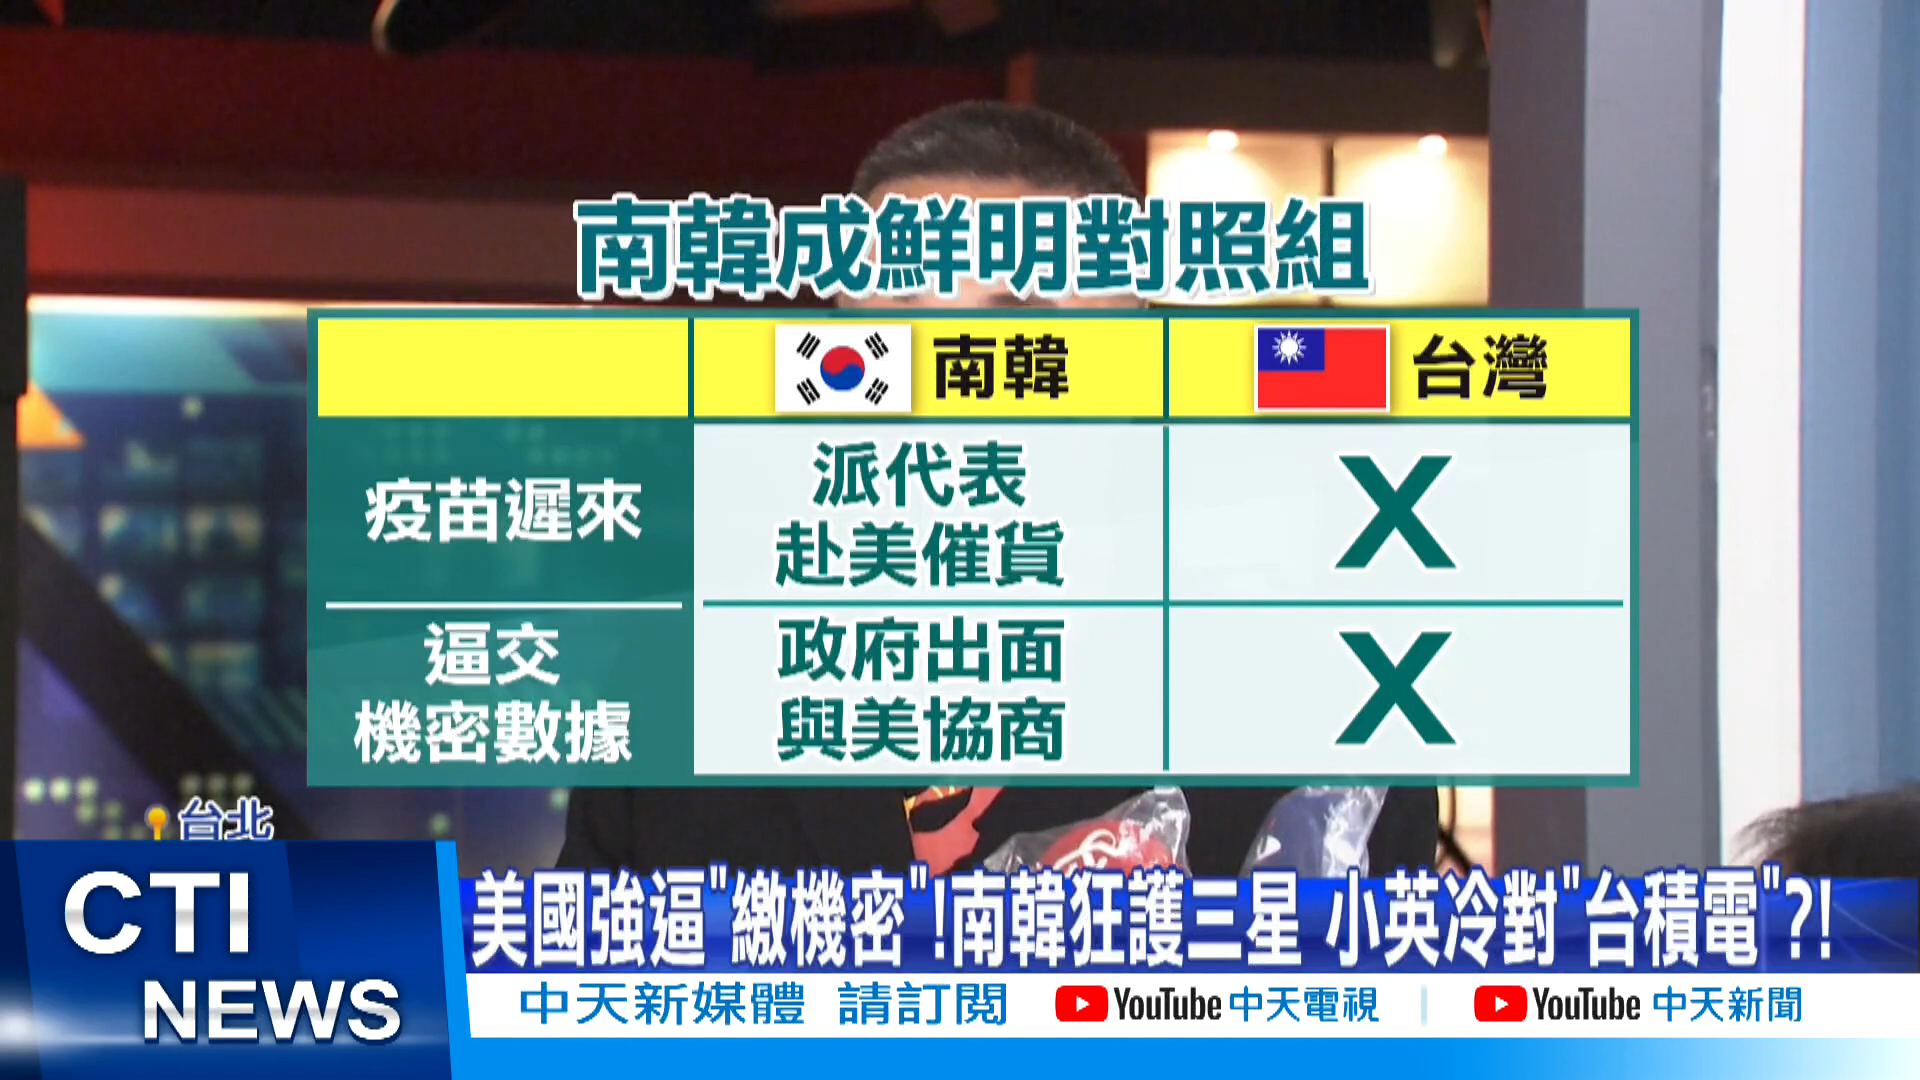 南韓成鮮明對照組
南韓 台灣
疫苗遲來
派代表
赴美催貨
X
逼交
機密數據
政府出面
與美協商
X
台北
CTI
NEWS
美國強逼"繳機密"!南韓狂護三星 小英冷對"台積電"?!
中天新媒體 請訂閱 YouTube 中天電視 | YouTube 中天新聞